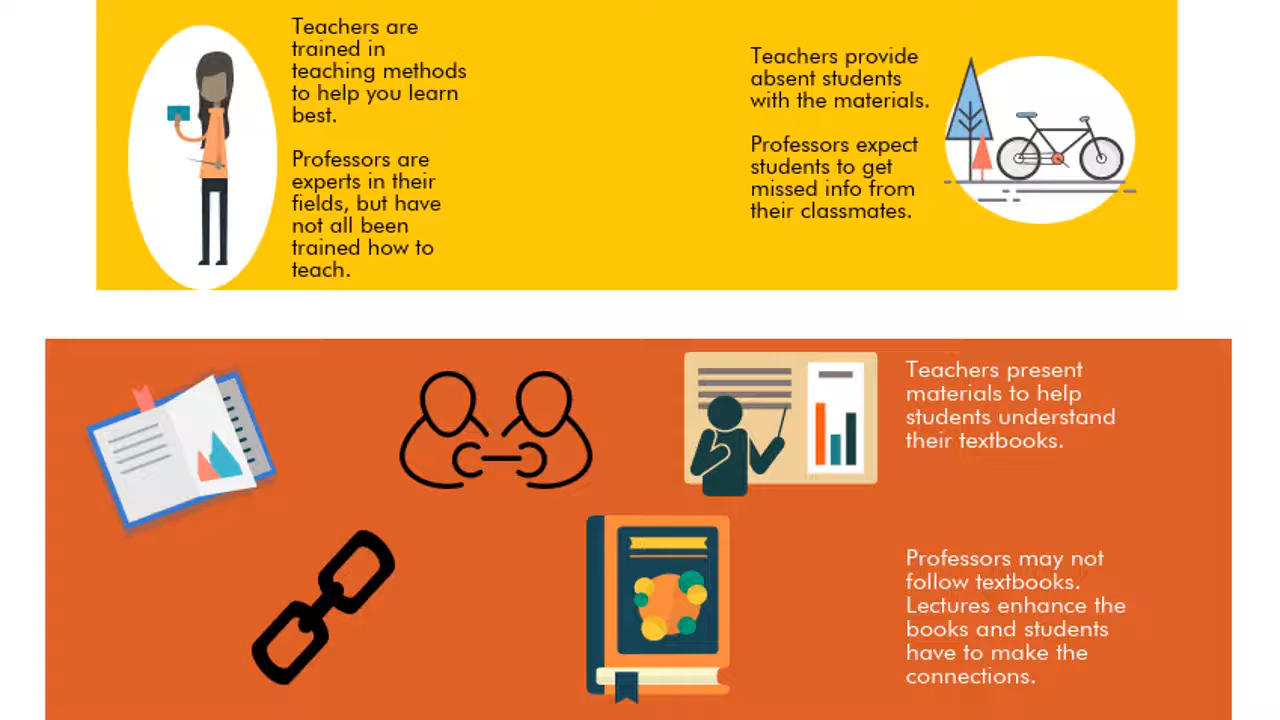 Teachers are
trained in
teaching methods
to help you learn
best.
Professors are
experts in their
fields, but have
not all been
trained how to
teach.
Teachers provide
absent students
with the materials.
Professors expect
students to get
missed info from
their classmates.
Teachers present
materials to help
students understand
their textbooks.
Professors may not
follow textbooks.
Lectures enhance the
books and students
have to make the
connections.